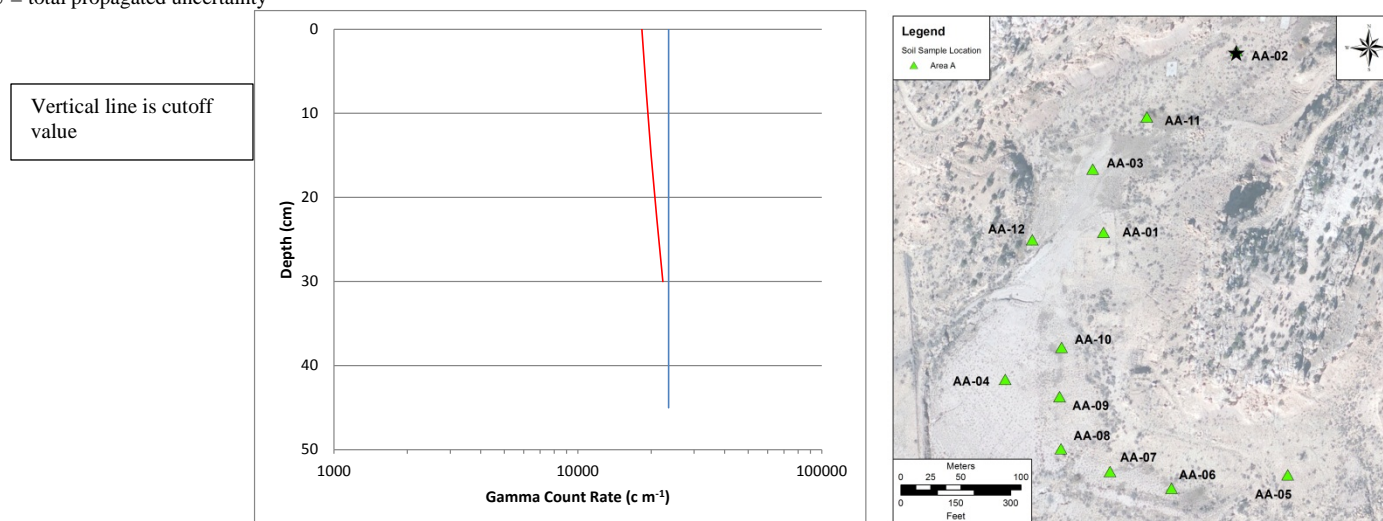 = total propagated uncertainty
Vertical line is cutoff
value
0
10
20
30
40
50
Depth (cm)
1000 10000 100000
Gamma Count Rate (c m⁻¹)
Legend
Soil Sample Location
Area A
N
W
AA-02
AA-11
AA-03
AA-12
AA-01
AA-10
AA-04
AA-09
AA-08
AA-07
AA-06
AA-05
Meters
0 25 50 100
0 150 300
Feet